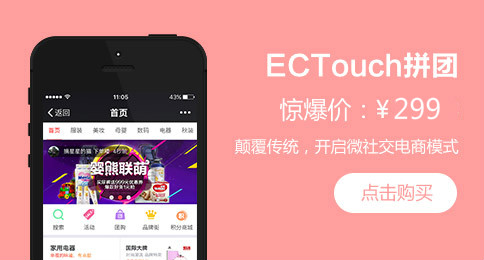 ECTouch拼团
惊爆价：¥299
颠覆传统，开启微社交电商模式
点击购买
11:05
43%
返回
首页
首页 服装 美妆 母婴 数码 电器 秋装
婴熊联萌
搜索 活动 团购 品牌街 积分商城
家用电器
国际大牌